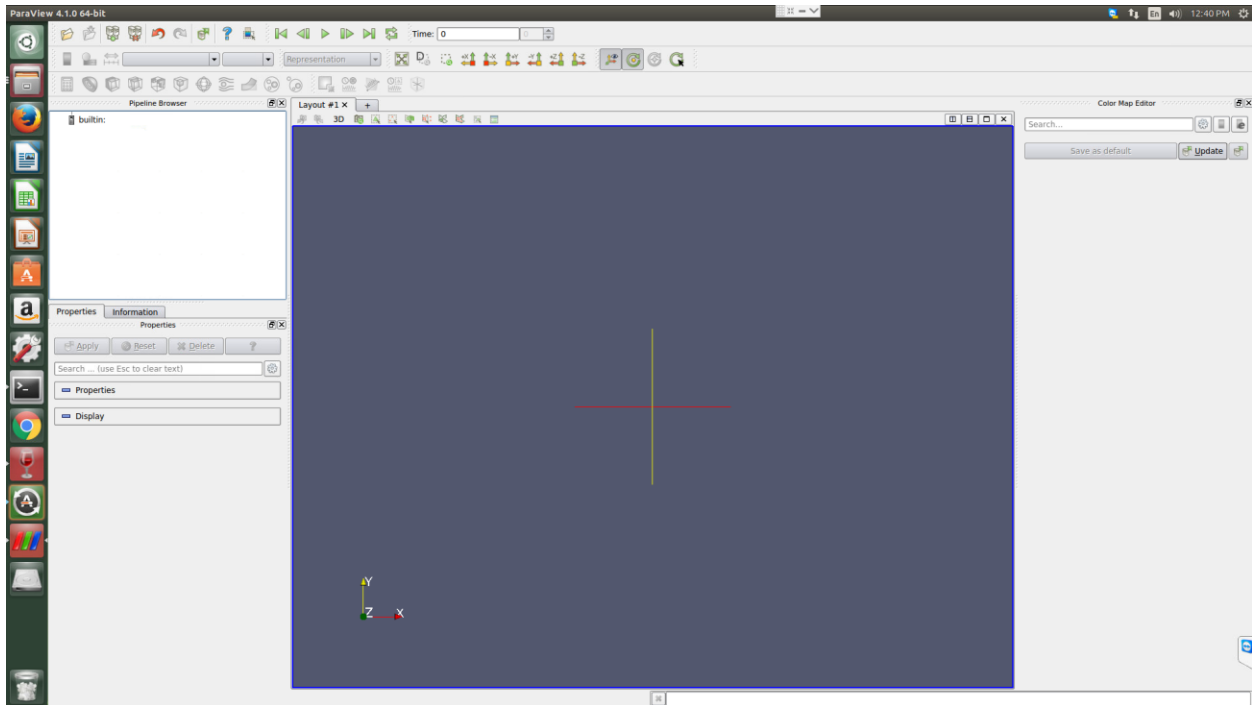 ParaView 4.1.0 64-bit
En
12:40 PM
Time: 0
0
Representation
+X
-X
+Y
-Y
+Z
-Z
Pipeline Browser
Layout #1
+
Color Map Editor
builtin:
3D
Search...
Save as default
Update
Properties
Information
Properties
Apply
Reset
Delete
?
Search ... (use Esc to clear text)
Properties
Display
Y
Z
X